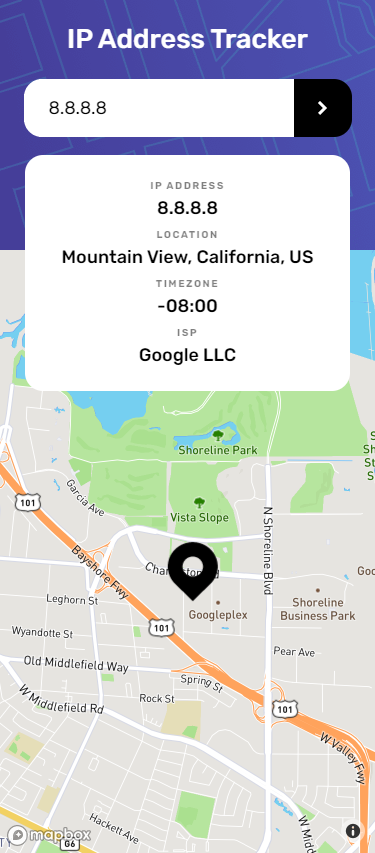 IP Address Tracker
8.8.8.8
IP ADDRESS
8.8.8.8
LOCATION
Mountain View, California, US
TIMEZONE
-08:00
ISP
Google LLC
Shoreline Park
Vista Slope
101
Garcia Ave
N Shoreline Blvd
Bayshore Fwy
Googleplex
Shoreline
Business Park
Leghorn St
101
Wyandotte St
Pear Ave
Old Middlefield Way
Spring St
Rock St
101
W Middlefield Rd
W Valley Fwy
Hackett Ave
W Midd
G6
mapbox